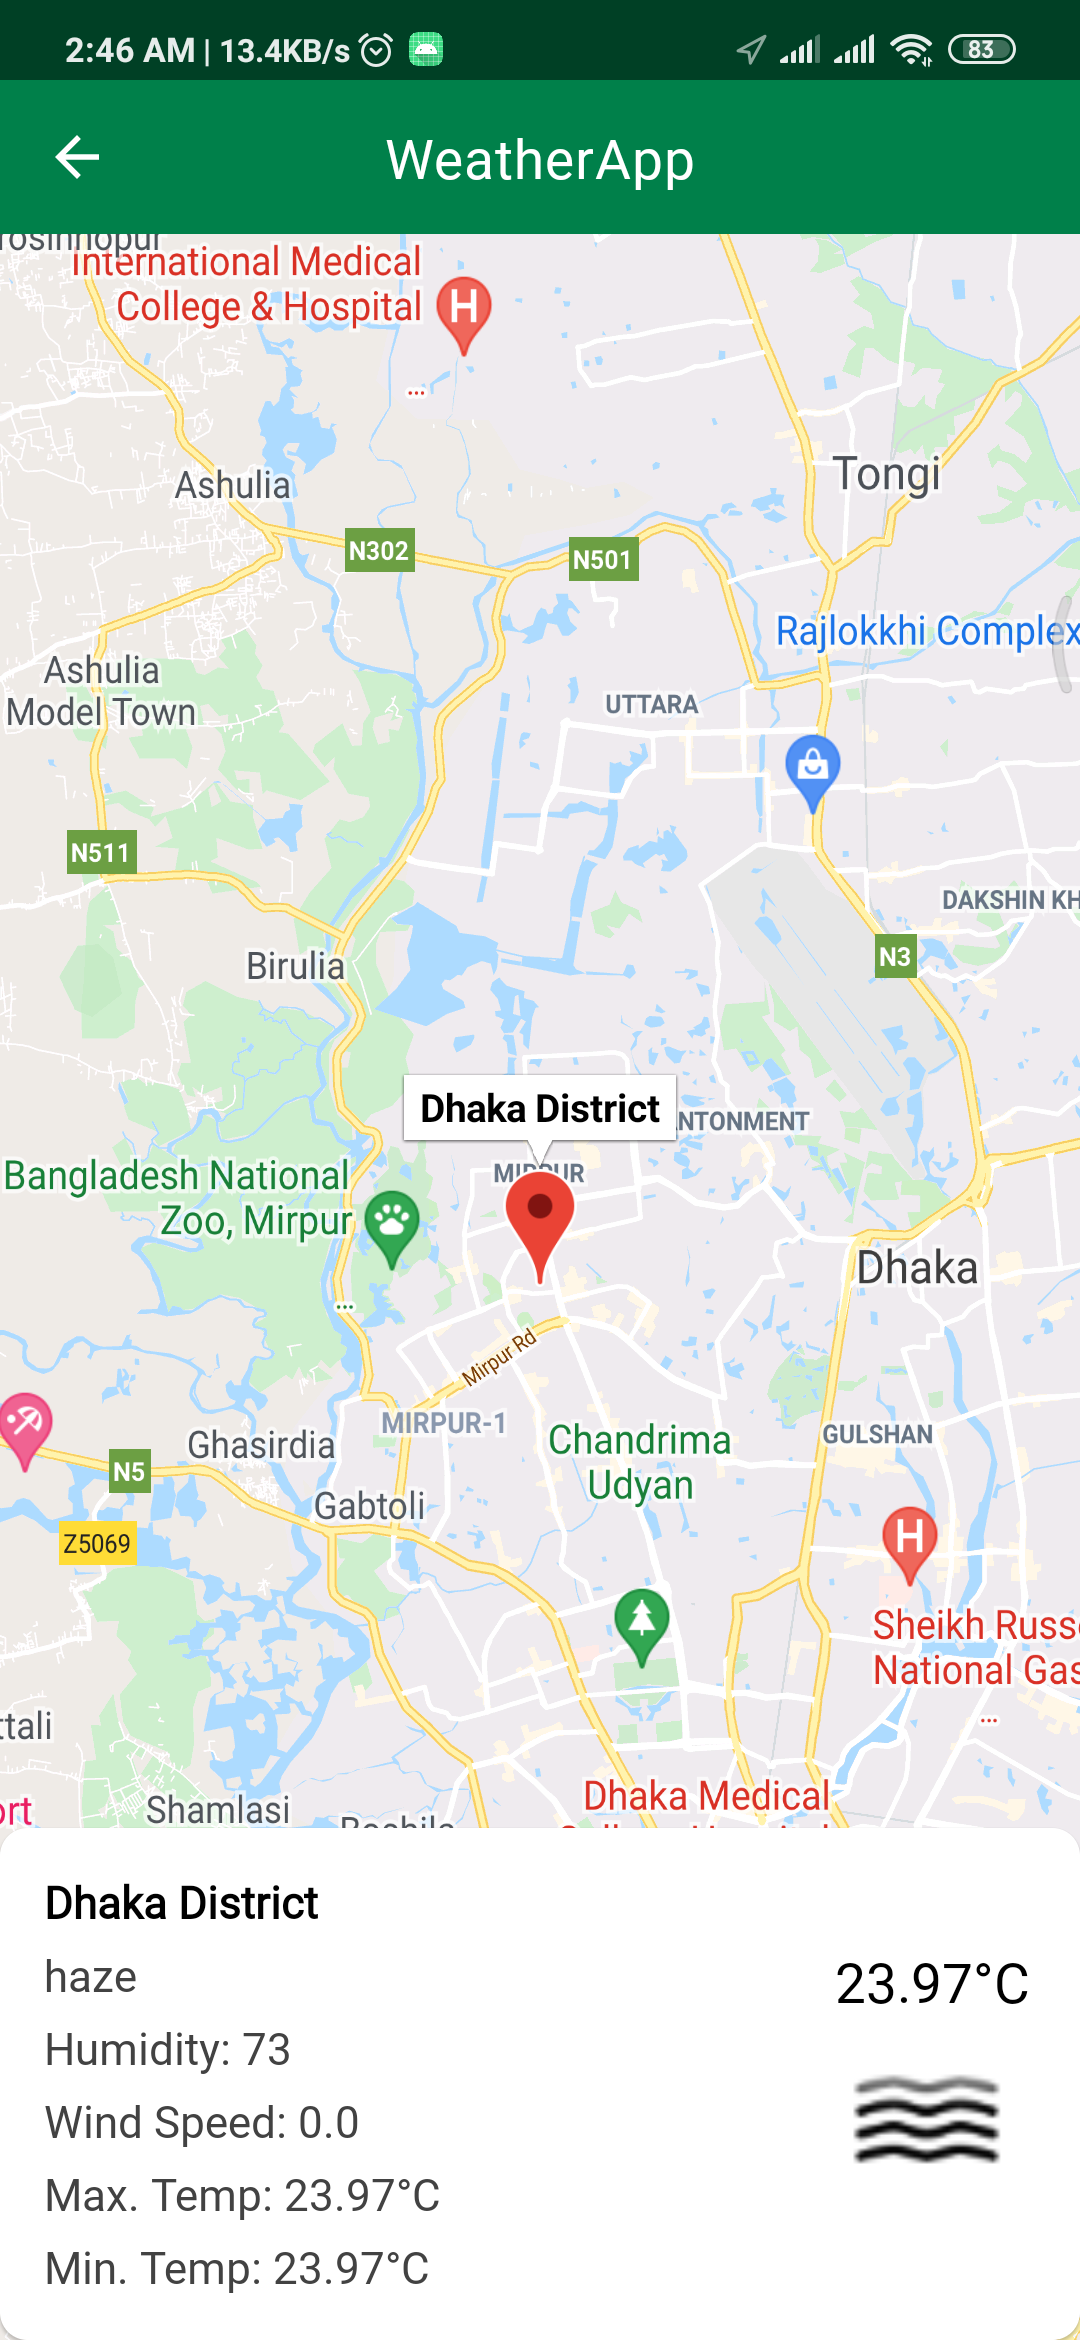 2:46 AM | 13.4KB/s
83
WeatherApp
International Medical
College & Hospital
H
Tongi
Ashulia
N302
N501
Rajlokkhi Complex
Ashulia
Model Town
UTTARA
N511
DAKSHIN KH
N3
Birulia
Dhaka District
NTONMENT
MIRPUR
Bangladesh National
Zoo, Mirpur
Dhaka
Mirpur Rd
MIRPUR-1
Chandrima
Udyan
GULSHAN
Ghasirdia
N5
Gabtoli
Z5069
H
Sheikh Russ
National Gas
ttali
Dhaka Medical
ort
Shamlasi
Dhaka District
haze
23.97°C
Humidity: 73
Wind Speed: 0.0
Max. Temp: 23.97°C
Min. Temp: 23.97°C